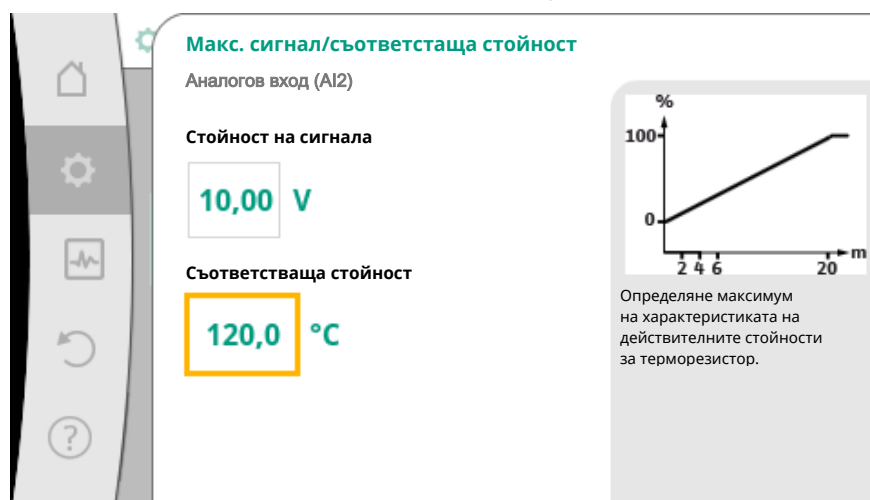 Макс. сигнал/съответстаща стойност
Аналогов вход (AI2)
Стойност на сигнала
10,00 V
Съответстваща стойност
120,0 °C
%
100
0
2 4 6 20 m
Определяне максимум
на характеристиката на
действителните стойности
за терморезистор.
?